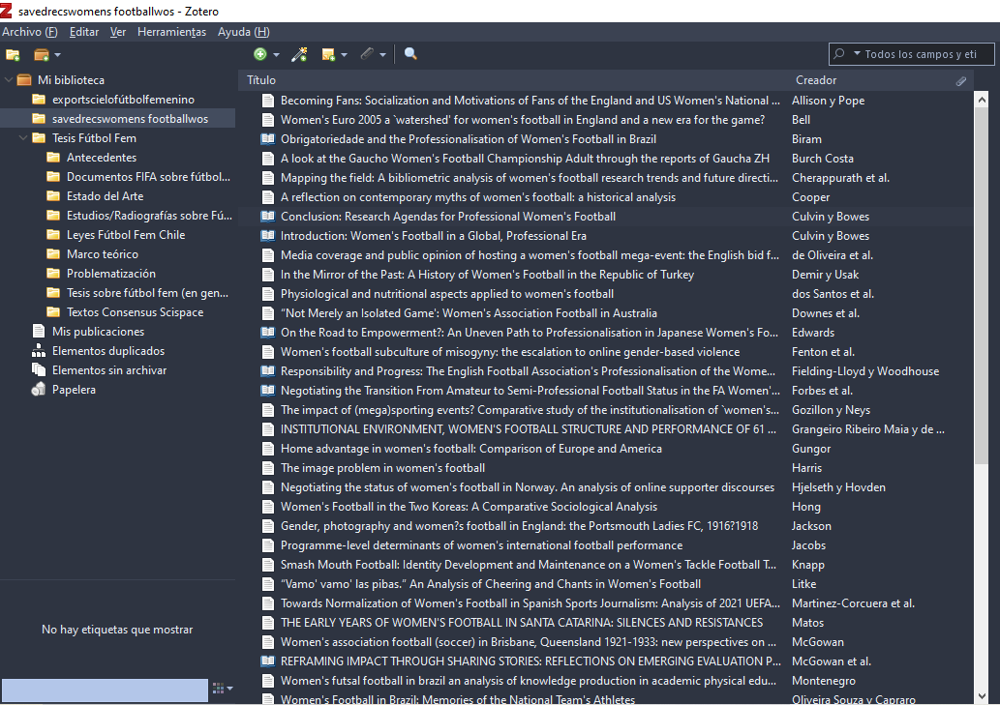 savedrecswomens footballwos - Zotero
Archivo (F) Editar Ver Herramientas Ayuda (H)
Todos los campos y eti
Mi biblioteca
exportscielofútbolfemenino
savedrecswomens footballwos
Tesis Fútbol Fem
Antecedentes
Documentos FIFA sobre fútbol...
Estado del Arte
Estudios/Radiografías sobre Fú...
Leyes Fútbol Fem Chile
Marco teórico
Problematización
Tesis sobre fútbol fem (en gen...
Textos Consensus Scispace
Mis publicaciones
Elementos duplicados
Elementos sin archivar
Papelera
No hay etiquetas que mostrar
Título Creador
Becoming Fans: Socialization and Motivations of Fans of the England and US Women's National ... Allison y Pope
Women's Euro 2005 a `watershed' for women's football in England and a new era for the game? Bell
Obrigatoriedade and the Professionalisation of Women's Football in Brazil Biram
A look at the Gaucho Women's Football Championship Adult through the reports of Gaucha ZH Burch Costa
Mapping the field: A bibliometric analysis of women's football research trends and future directi... Cherappurath et al.
A reflection on contemporary myths of women's football: a historical analysis Cooper
Conclusion: Research Agendas for Professional Women's Football Culvin y Bowes
Introduction: Women's Football in a Global, Professional Era Culvin y Bowes
Media coverage and public opinion of hosting a women's football mega-event: the English bid f... de Oliveira et al.
In the Mirror of the Past: A History of Women's Football in the Republic of Turkey Demir y Usak
Physiological and nutritional aspects applied to women's football dos Santos et al.
"Not Merely an Isolated Game': Women's Association Football in Australia Downes et al.
On the Road to Empowerment?: An Uneven Path to Professionalisation in Japanese Women's Fo... Edwards
Women's football subculture of misogyny: the escalation to online gender-based violence Fenton et al.
Responsibility and Progress: The English Football Association's Professionalisation of the Wome... Fielding-Lloyd y Woodhouse
Negotiating the Transition From Amateur to Semi-Professional Football Status in the FA Women'... Forbes et al.
The impact of (mega)sporting events? Comparative study of the institutionalisation of `women's... Gozillon y Neys
INSTITUTIONAL ENVIRONMENT, WOMEN'S FOOTBALL STRUCTURE AND PERFORMANCE OF 61 ... Grangeiro Ribeiro Maia y de ...
Home advantage in women's football: Comparison of Europe and America Gungor
The image problem in women's football Harris
Negotiating the status of women's football in Norway. An analysis of online supporter discourses Hjelseth y Hovden
Women's Football in the Two Koreas: A Comparative Sociological Analysis Hong
Gender, photography and women?s football in England: the Portsmouth Ladies FC, 1916?1918 Jackson
Programme-level determinants of women's international football performance Jacobs
Smash Mouth Football: Identity Development and Maintenance on a Women's Tackle Football T... Knapp
"Vamo' vamo' las pibas." An Analysis of Cheering and Chants in Women's Football Litke
Towards Normalization of Women's Football in Spanish Sports Journalism: Analysis of 2021 UEFA... Martinez-Corcuera et al.
THE EARLY YEARS OF WOMEN'S FOOTBALL IN SANTA CATARINA: SILENCES AND RESISTANCES Matos
Women's association football (soccer) in Brisbane, Queensland 1921-1933: new perspectives on ... McGowan
REFRAMING IMPACT THROUGH SHARING STORIES: REFLECTIONS ON EMERGING EVALUATION P... McGowan et al.
Women's futsal football in brazil an analysis of knowledge production in academic physical edu... Montenegro
Women's Football in Brazil: Memories of the National Team's Athletes Oliveira Souza y Capraro